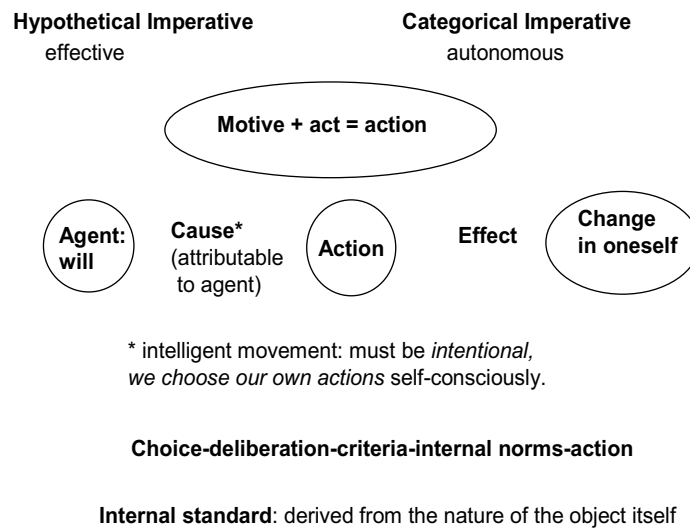 Hypothetical Imperative
Categorical Imperative
effective
autonomous
Motive + act = action
Agent:
will
Cause*
(attributable
to agent)
Action
Effect
Change
in oneself
* intelligent movement: must be intentional,
we choose our own actions self-consciously.
Choice-deliberation-criteria-internal norms-action
Internal standard: derived from the nature of the object itself